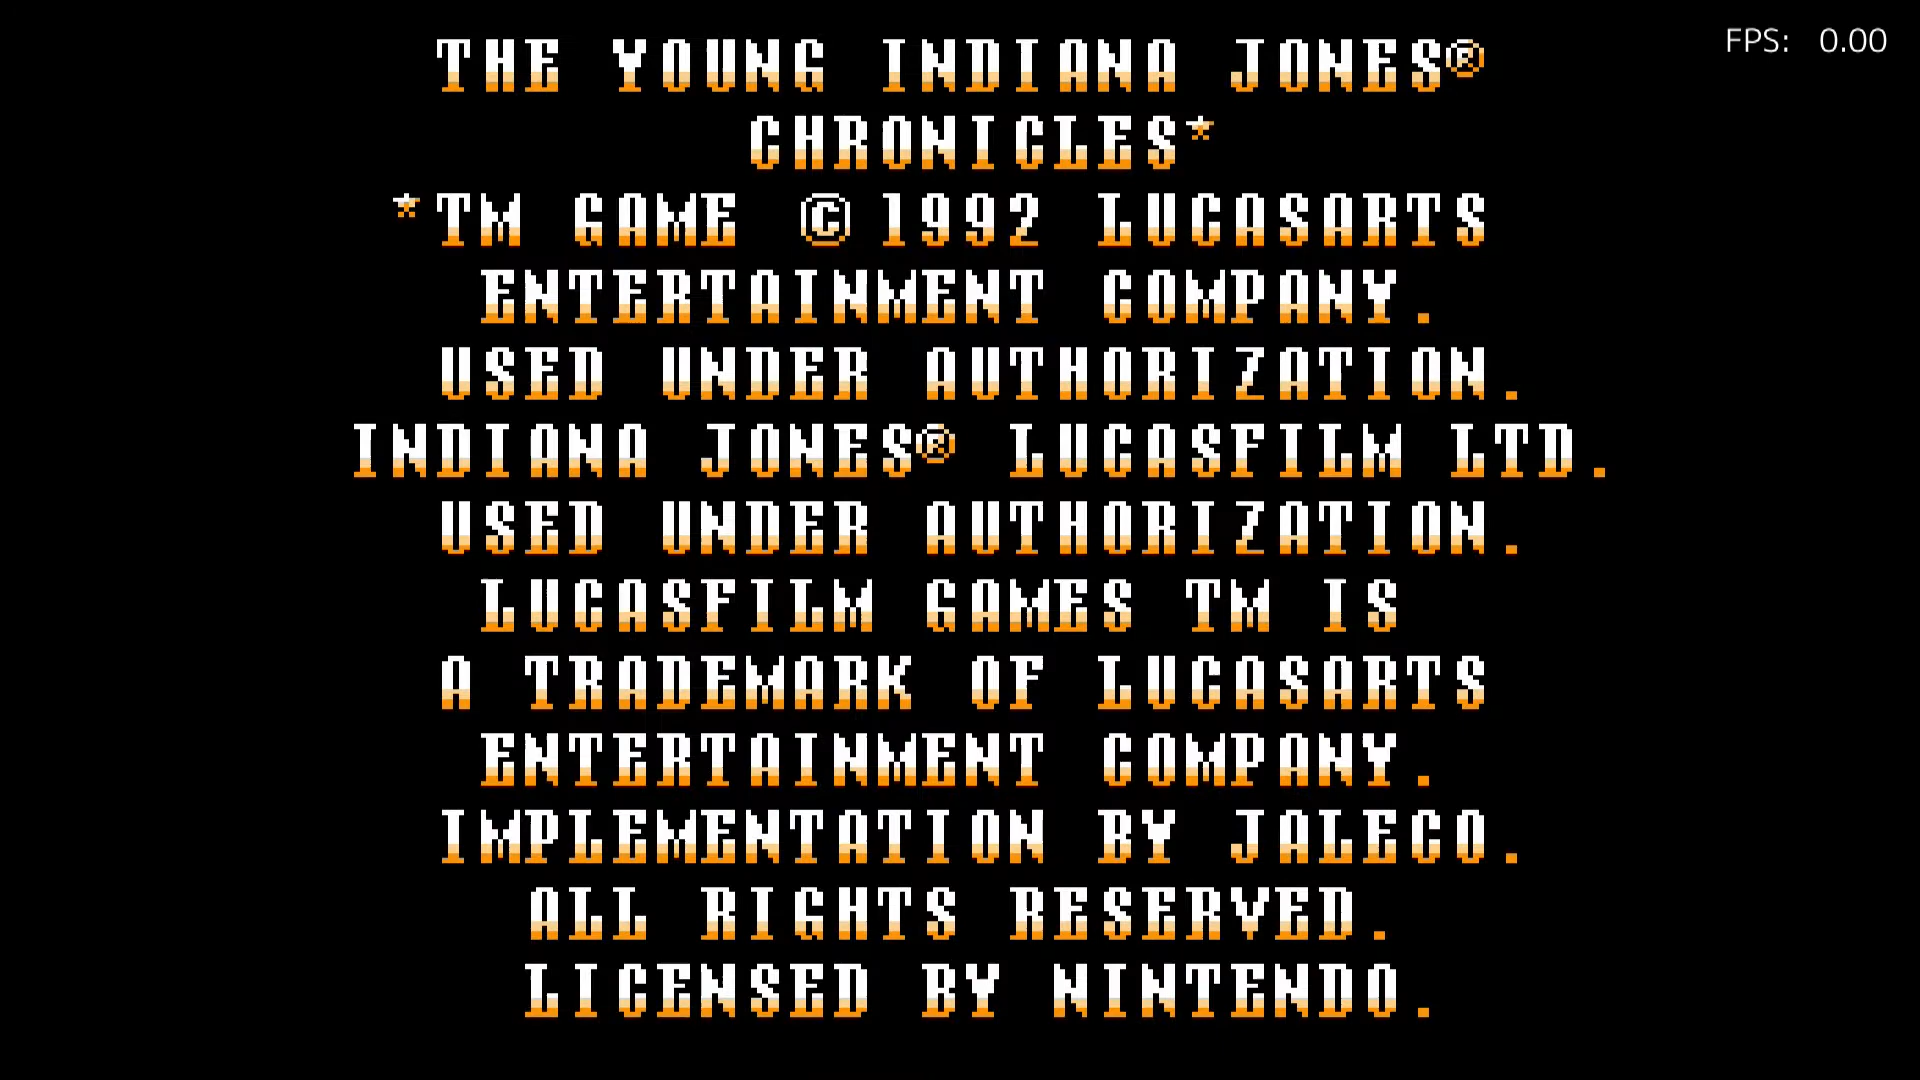 THE YOUNG INDIANA JONES®
FPS: 0.00
CHRONICLES*
*TM GAME ©1992 LUCASARTS
ENTERTAINMENT COMPANY.
USED UNDER AUTHORIZATION.
INDIANA JONES® LUCASFILM LTD.
USED UNDER AUTHORIZATION.
LUCASFILM GAMES TM IS
A TRADEMARK OF LUCASARTS
ENTERTAINMENT COMPANY.
IMPLEMENTATION BY JALECO.
ALL RIGHTS RESERVED.
LICENSED BY NINTENDO.